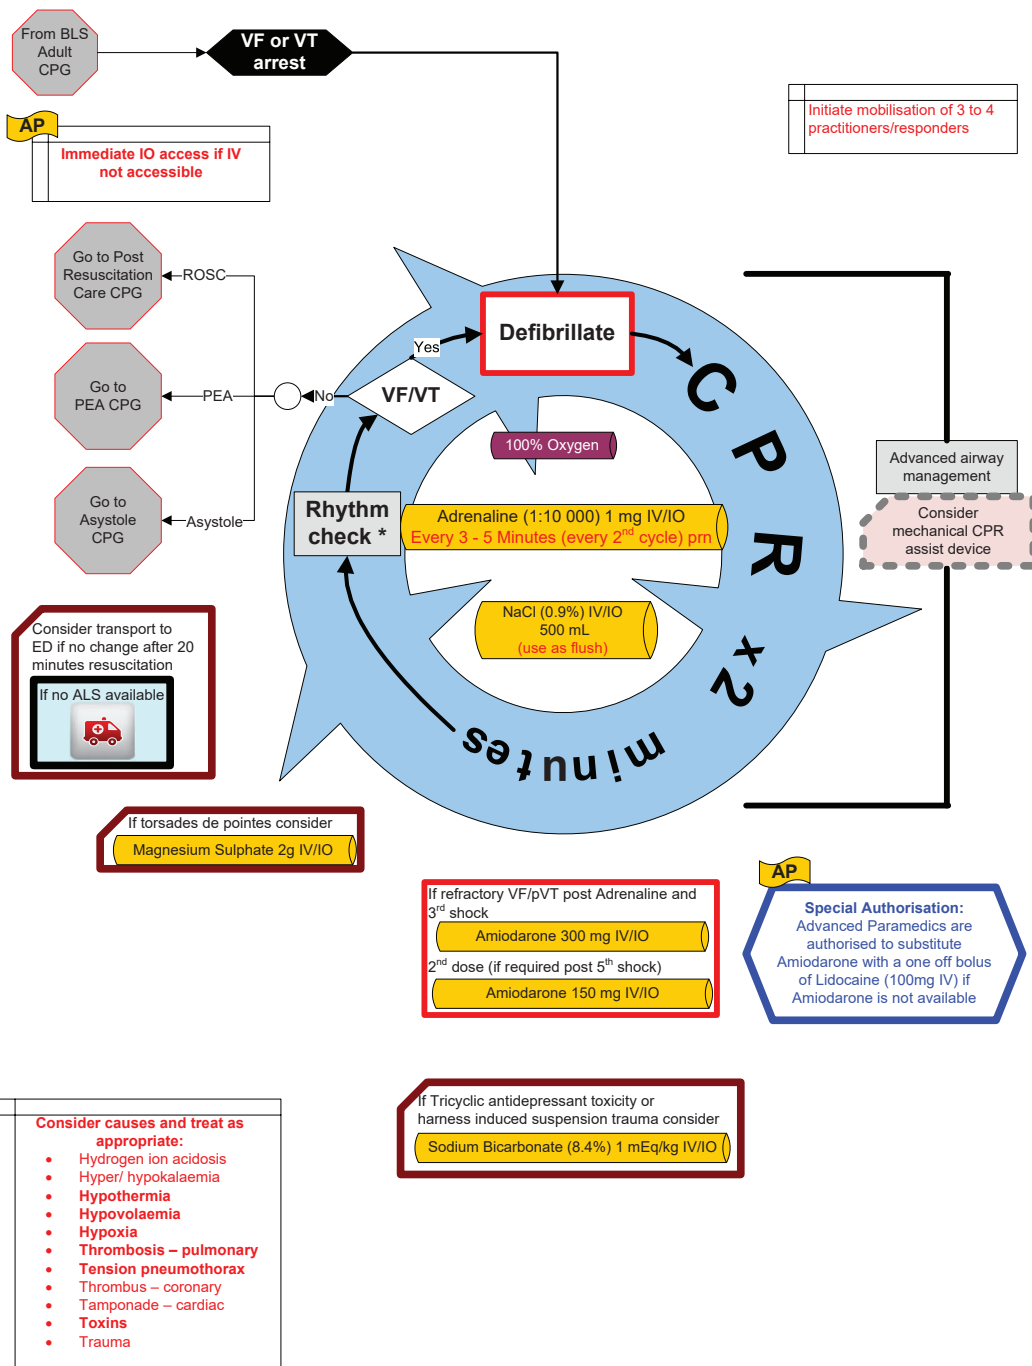 From BLS
Adult
CPG
VF or VT
arrest
Initiate mobilisation of 3 to 4
practitioners/responders
AP
Immediate IO access if IV
not accessible
Go to Post
Resuscitation
Care CPG
ROSC
Defibrillate
Yes
VF/VT
No
Go to
PEA CPG
PEA
CPR x2 minutes
100% Oxygen
Advanced airway
management
Go to
Asystole
CPG
Asystole
Rhythm
check *
Adrenaline (1:10 000) 1 mg IV/IO
Every 3 - 5 Minutes (every 2nd cycle) prn
Consider
mechanical CPR
assist device
NaCl (0.9%) IV/IO
500 mL
(use as flush)
Consider transport to
ED if no change after 20
minutes resuscitation
If no ALS available
If torsades de pointes consider
Magnesium Sulphate 2g IV/IO
If refractory VF/pVT post Adrenaline and
3rd shock
Amiodarone 300 mg IV/IO
2nd dose (if required post 5th shock)
Amiodarone 150 mg IV/IO
AP
Special Authorisation:
Advanced Paramedics are
authorised to substitute
Amiodarone with a one off bolus
of Lidocaine (100mg IV) if
Amiodarone is not available
If Tricyclic antidepressant toxicity or
harness induced suspension trauma consider
Sodium Bicarbonate (8.4%) 1 mEq/kg IV/IO
Consider causes and treat as
appropriate:
• Hydrogen ion acidosis
• Hyper/ hypokalaemia
• Hypothermia
• Hypovolaemia
• Hypoxia
• Thrombosis – pulmonary
• Tension pneumothorax
• Thrombus – coronary
• Tamponade – cardiac
• Toxins
• Trauma